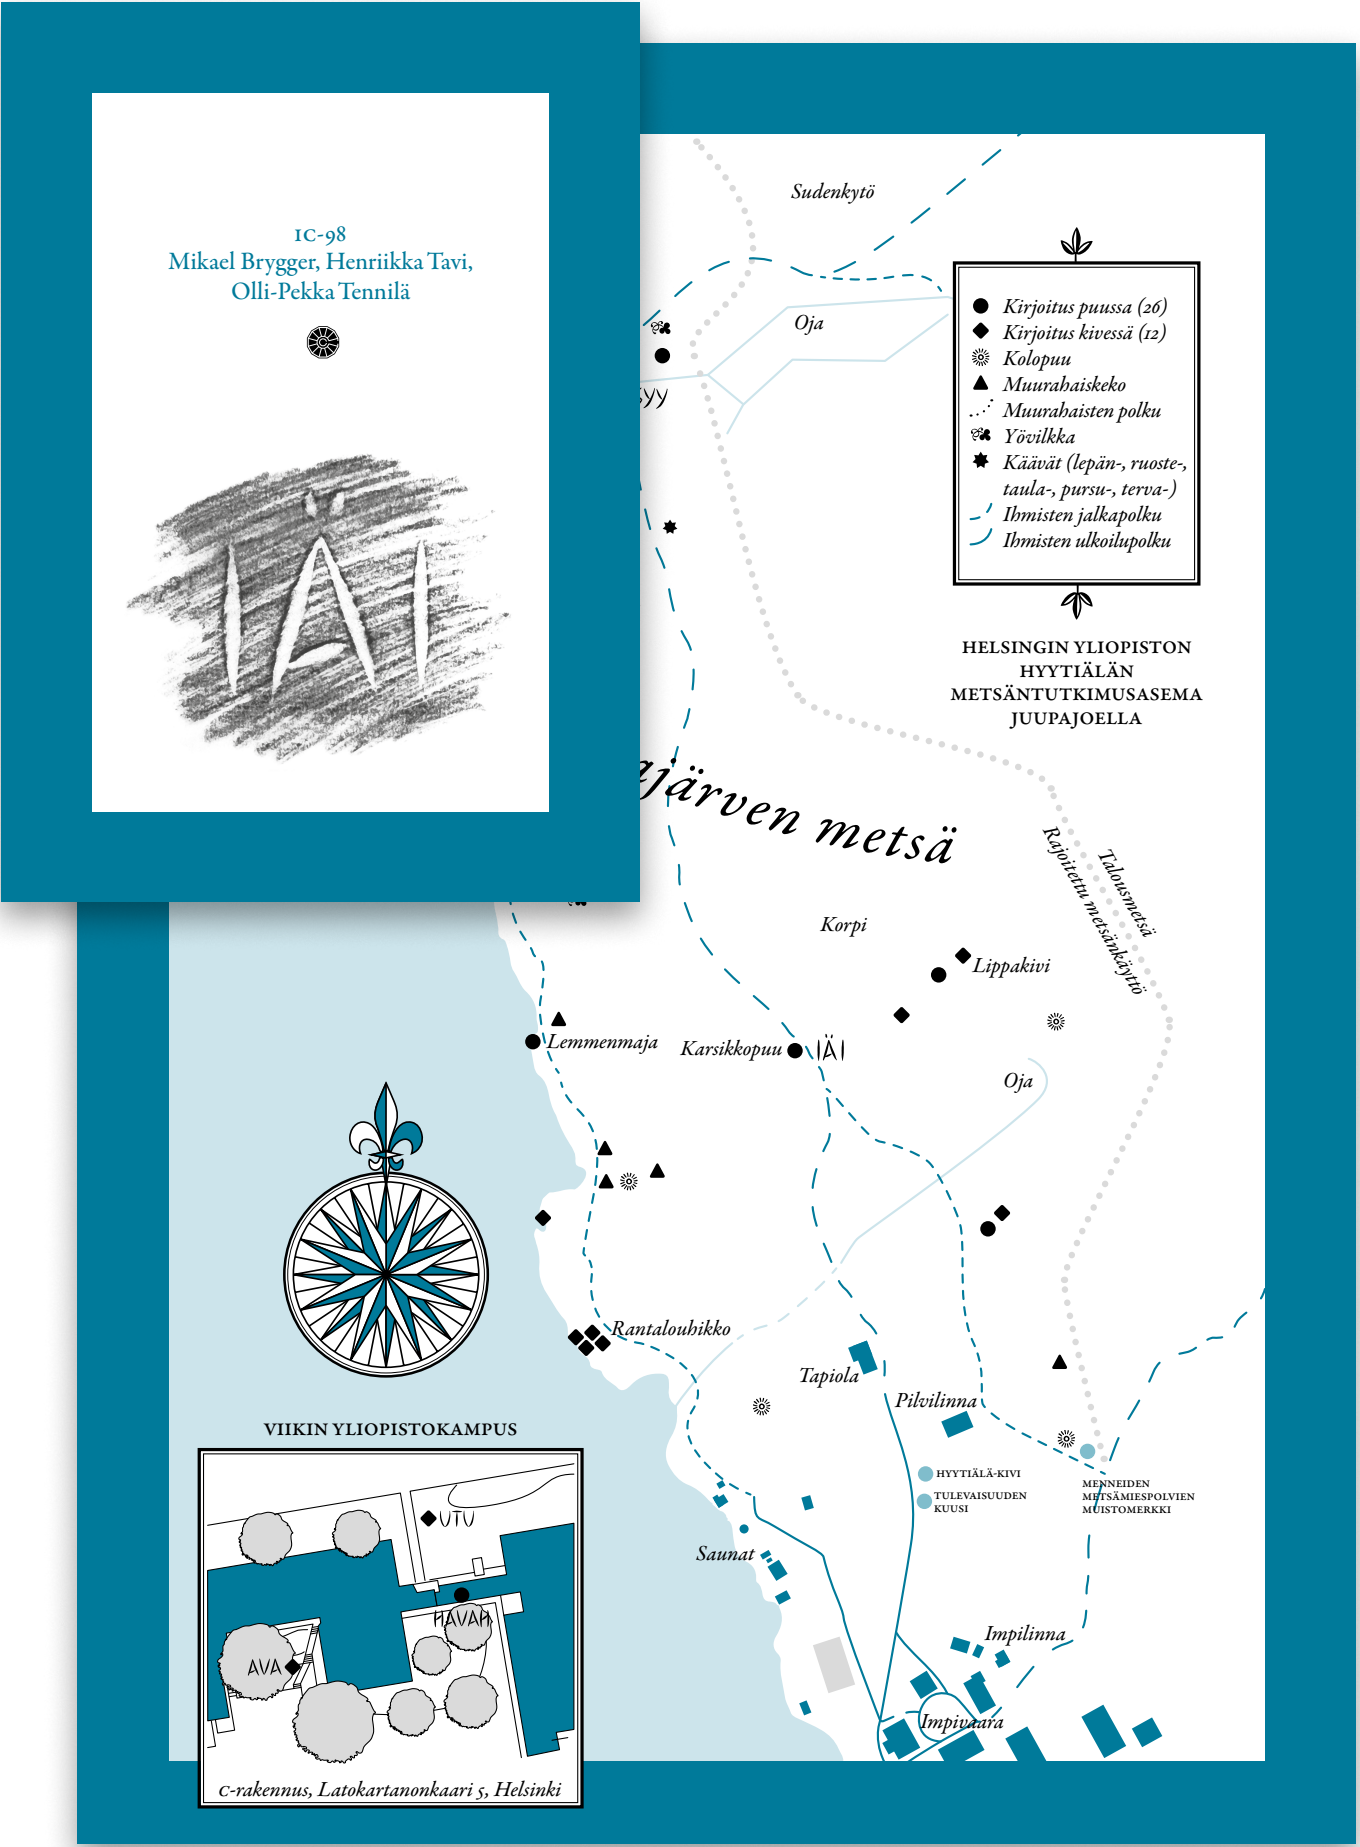 IC-98
Mikael Brygger, Henriikka Tavi,
Olli-Pekka Tennilä
IÄI
Sudenkytö
Oja
Kirjoitus puussa (26)
Kirjoitus kivessä (12)
Kolopuu
Muurahaiskeko
Muurahaisten polku
Yövilkka
Käävät (lepän-, ruoste-,
taula-, pursu-, terva-)
Ihmisten jalkapolku
Ihmisten ulkoilupolku
HELSINGIN YLIOPISTON
HYYTIÄLÄN
METSÄNTUTKIMUSASEMA
JUUPAJOELLA
järven metsä
Talousmetsä
Rajoitettu metsänkäyttö
Korpi
Lippakivi
Lemmenmaja
Karsikkopuu
IÄI
Oja
Rantalouhikko
Tapiola
Pilvilinna
HYYTIÄLÄ-KIVI
TULEVAISUUDEN
KUUSI
MENNEIDEN
METSÄMIESPOLVIEN
MUISTOMERKKI
Saunat
Impilinna
Impivaara
VIIKIN YLIOPISTOKAMPUS
UTU
HAVAH
AVA
C-rakennus, Latokartanonkaari 5, Helsinki